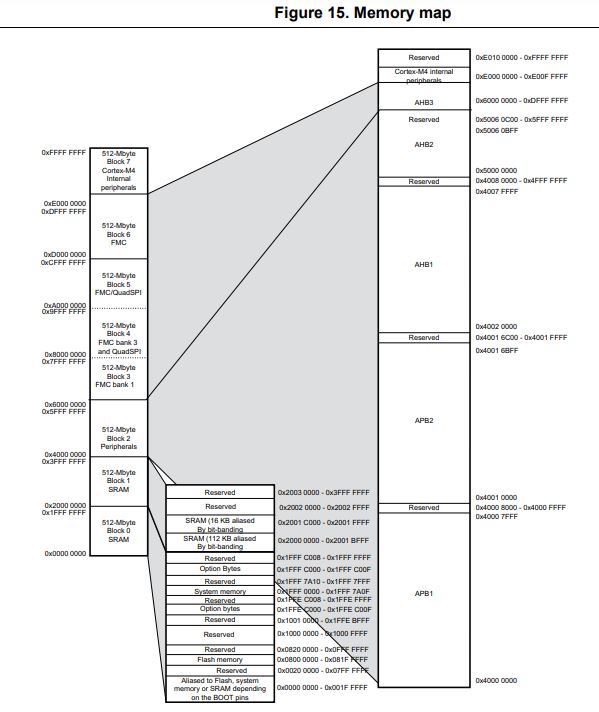 Figure 15. Memory map
0xFFFF FFFF
512-Mbyte
Block 7
Cortex-M4
Internal
peripherals
0xE000 0000
0xDFFF FFFF
512-Mbyte
Block 6
FMC
0xD000 0000
0xCFFF FFFF
512-Mbyte
Block 5
FMC/QuadSPI
0xA000 0000
0x9FFF FFFF
512-Mbyte
Block 4
FMC bank 3
and QuadSPI
0x8000 0000
0x7FFF FFFF
512-Mbyte
Block 3
FMC bank 1
0x6000 0000
0x5FFF FFFF
512-Mbyte
Block 2
Peripherals
0x4000 0000
0x3FFF FFFF
512-Mbyte
Block 1
SRAM
0x2000 0000
0x1FFF FFFF
512-Mbyte
Block 0
SRAM
0x0000 0000
Reserved 0x2003 0000 - 0x3FFF FFFF
Reserved 0x2002 0000 - 0x2002 FFFF
SRAM (16 KB aliased
By bit-banding 0x2001 C000 - 0x2001 FFFF
SRAM (112 KB aliased
By bit-banding 0x2000 0000 - 0x2001 BFFF
Reserved 0x1FFF C008 - 0x1FFF FFFF
Option Bytes 0x1FFF C000 - 0x1FFF C00F
Reserved 0x1FFF 7A10 - 0x1FFF 7FFF
System memory 0x1FFF 0000 - 0x1FFF 7A0F
Reserved 0x1FFE C008 - 0x1FFE FFFF
Option bytes 0x1FFE C000 - 0x1FFE C00F
Reserved 0x1001 0000 - 0x1FFE BFFF
Reserved 0x1000 0000 - 0x1000 FFFF
Reserved 0x0820 0000 - 0x0FFF FFFF
Flash memory 0x0800 0000 - 0x081F FFFF
Reserved 0x0020 0000 - 0x07FF FFFF
Aliased to Flash, system
memory or SRAM depending
on the BOOT pins 0x0000 0000 - 0x001F FFFF
Reserved 0xE010 0000 - 0xFFFF FFFF
Cortex-M4 internal
peripherals 0xE000 0000 - 0xE00F FFFF
AHB3 0x6000 0000 - 0xDFFF FFFF
Reserved 0x5006 0C00 - 0x5FFF FFFF
0x5006 0BFF
AHB2
0x5000 0000
Reserved 0x4008 0000 - 0x4FFF FFFF
0x4007 FFFF
AHB1
0x4002 0000
Reserved 0x4001 6C00 - 0x4001 FFFF
0x4001 6BFF
APB2
0x4001 0000
Reserved 0x4000 8000 - 0x4000 FFFF
0x4000 7FFF
APB1
0x4000 0000